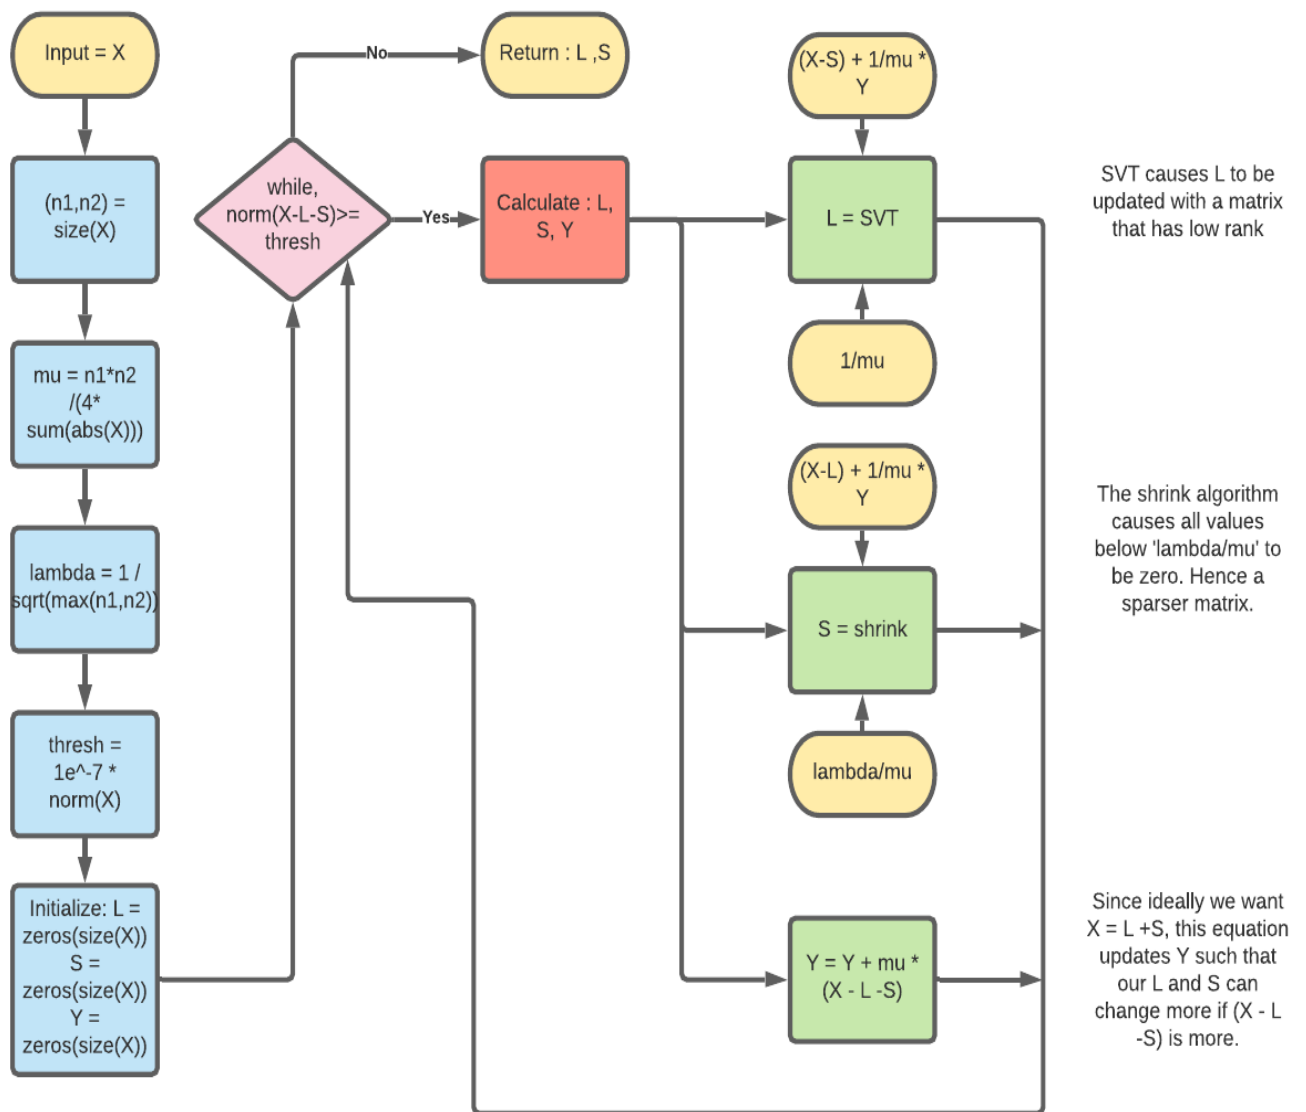 Input = X
(n1,n2) =
size(X)
mu = n1*n2
/(4*
sum(abs(X)))
lambda = 1 /
sqrt(max(n1,n2))
thresh =
1e^-7 *
norm(X)
Initialize: L =
zeros(size(X))
S =
zeros(size(X))
Y =
zeros(size(X))
while,
norm(X-L-S)>=
thresh
No
Return : L ,S
Yes
Calculate : L,
S, Y
(X-S) + 1/mu *
Y
L = SVT
1/mu
SVT causes L to be
updated with a matrix
that has low rank
(X-L) + 1/mu *
Y
S = shrink
lambda/mu
The shrink algorithm
causes all values
below 'lambda/mu' to
be zero. Hence a
sparser matrix.
Y = Y + mu *
(X - L -S)
Since ideally we want
X = L +S, this equation
updates Y such that
our L and S can
change more if (X - L
-S) is more.